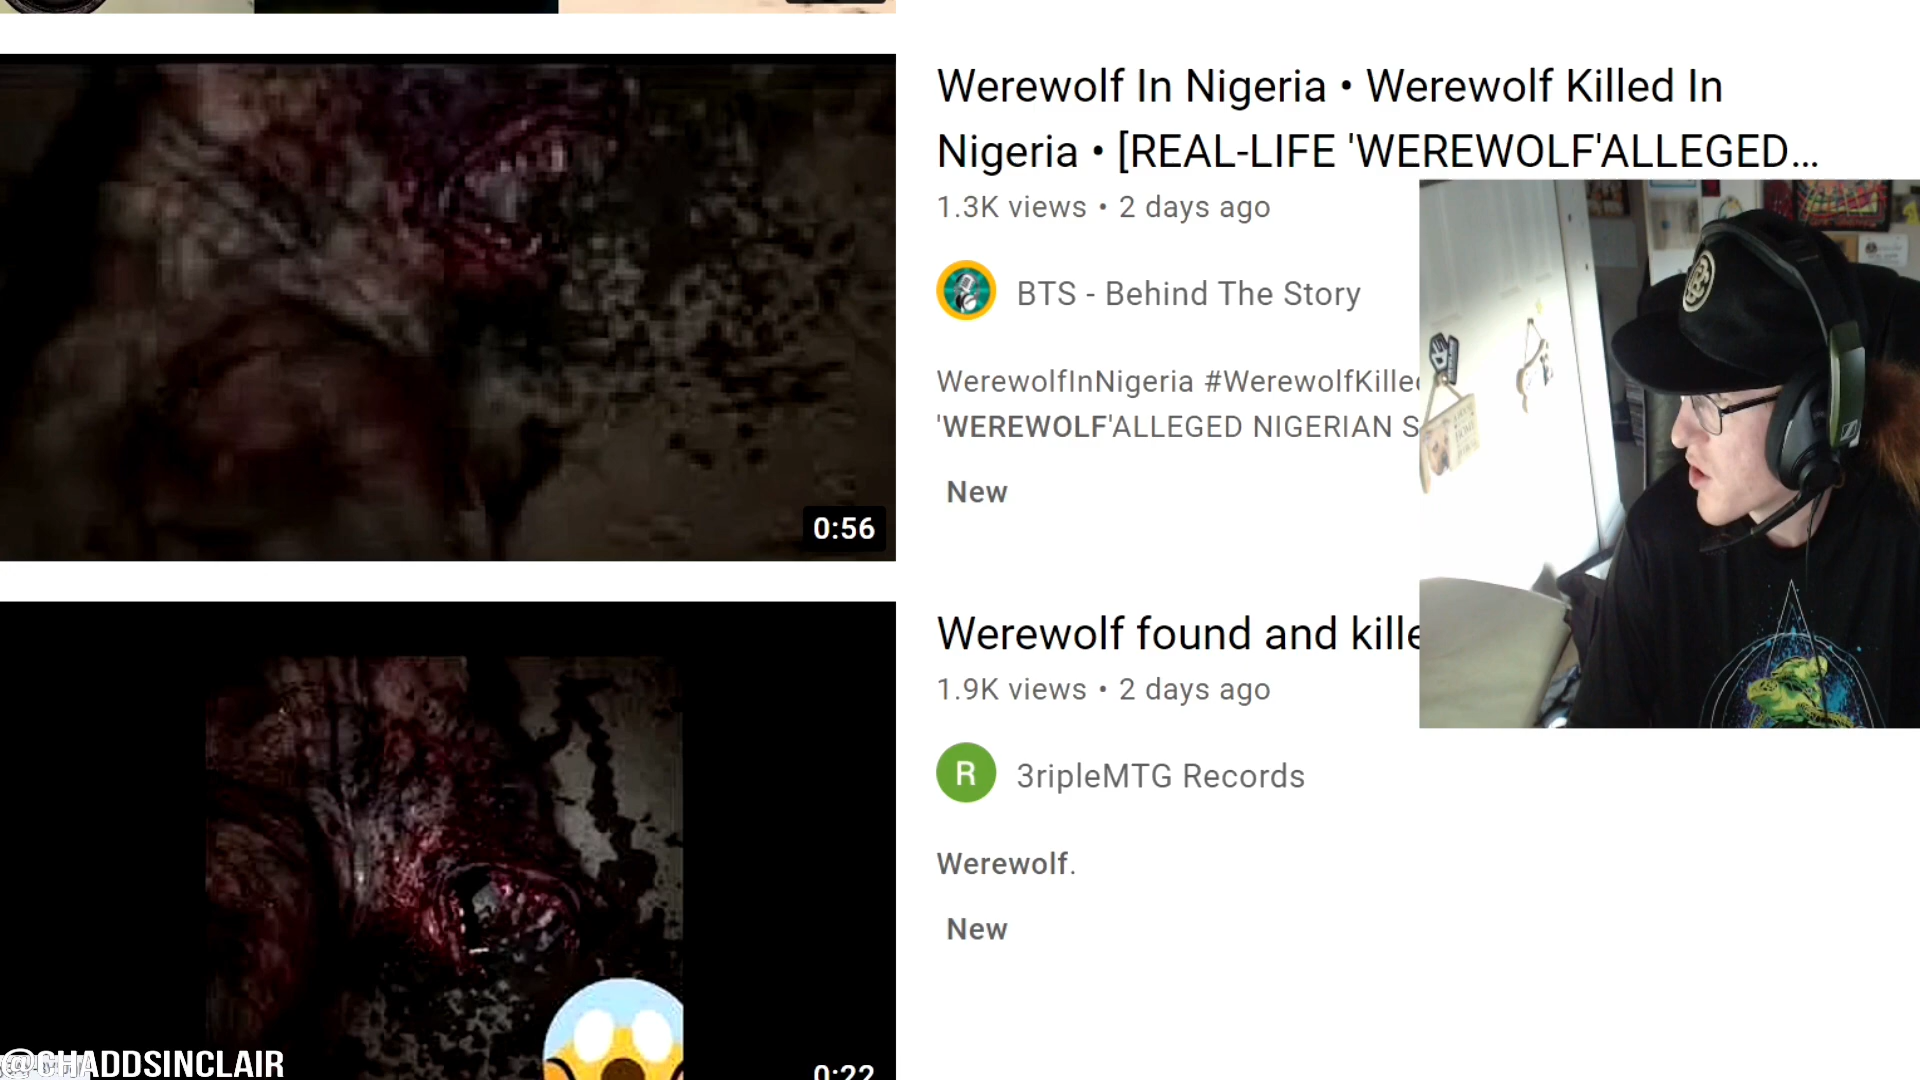 Werewolf In Nigeria • Werewolf Killed In
Nigeria • [REAL-LIFE 'WEREWOLF'ALLEGED...
1.3K views • 2 days ago
BTS - Behind The Story
WerewolfInNigeria #WerewolfKille
'WEREWOLF'ALLEGED NIGERIAN S
New
0:56
Werewolf found and kille
1.9K views • 2 days ago
R
3ripleMTG Records
Werewolf.
New
0:22
@CHADDSINCLAIR